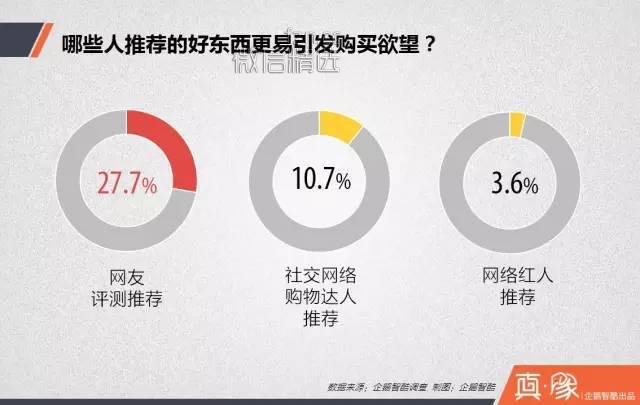 哪些人推荐的好东西更易引发购买欲望？
微信精选
27.7%
10.7%
3.6%
网友
评测推荐
社交网络
购物达人
推荐
网络红人
推荐
数据来源：企鹅智酷调查 制图：企鹅智酷
真·像
企鹅智酷出品